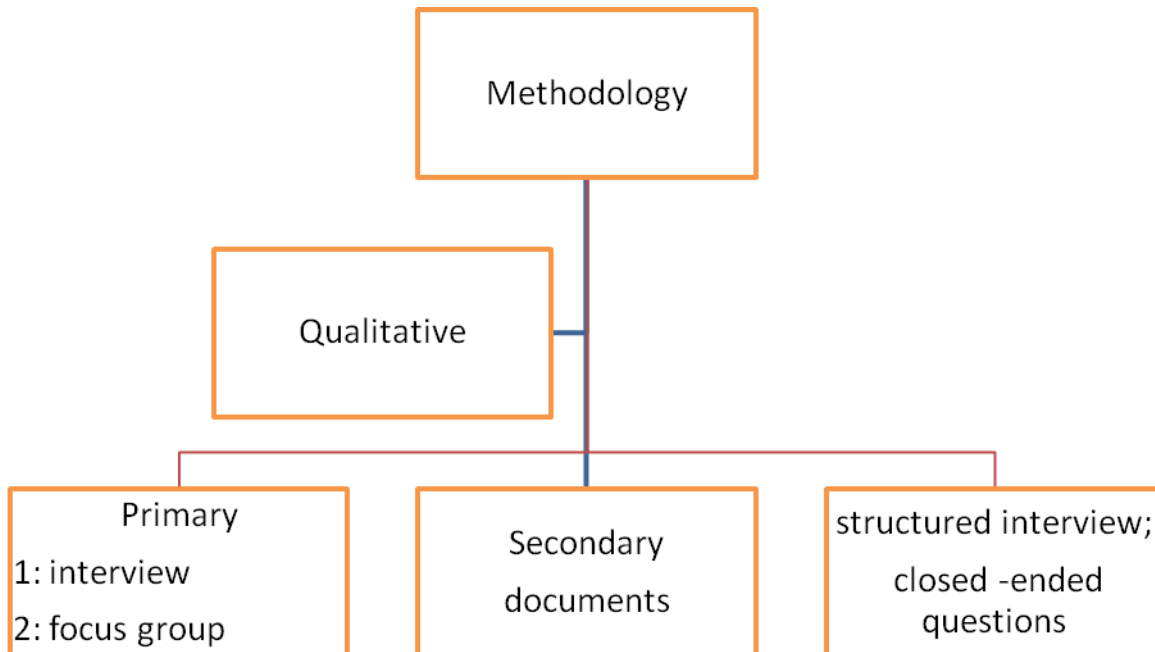 Methodology
Qualitative
Primary
1: interview
2: focus group
Secondary
documents
structured interview;
closed -ended
questions